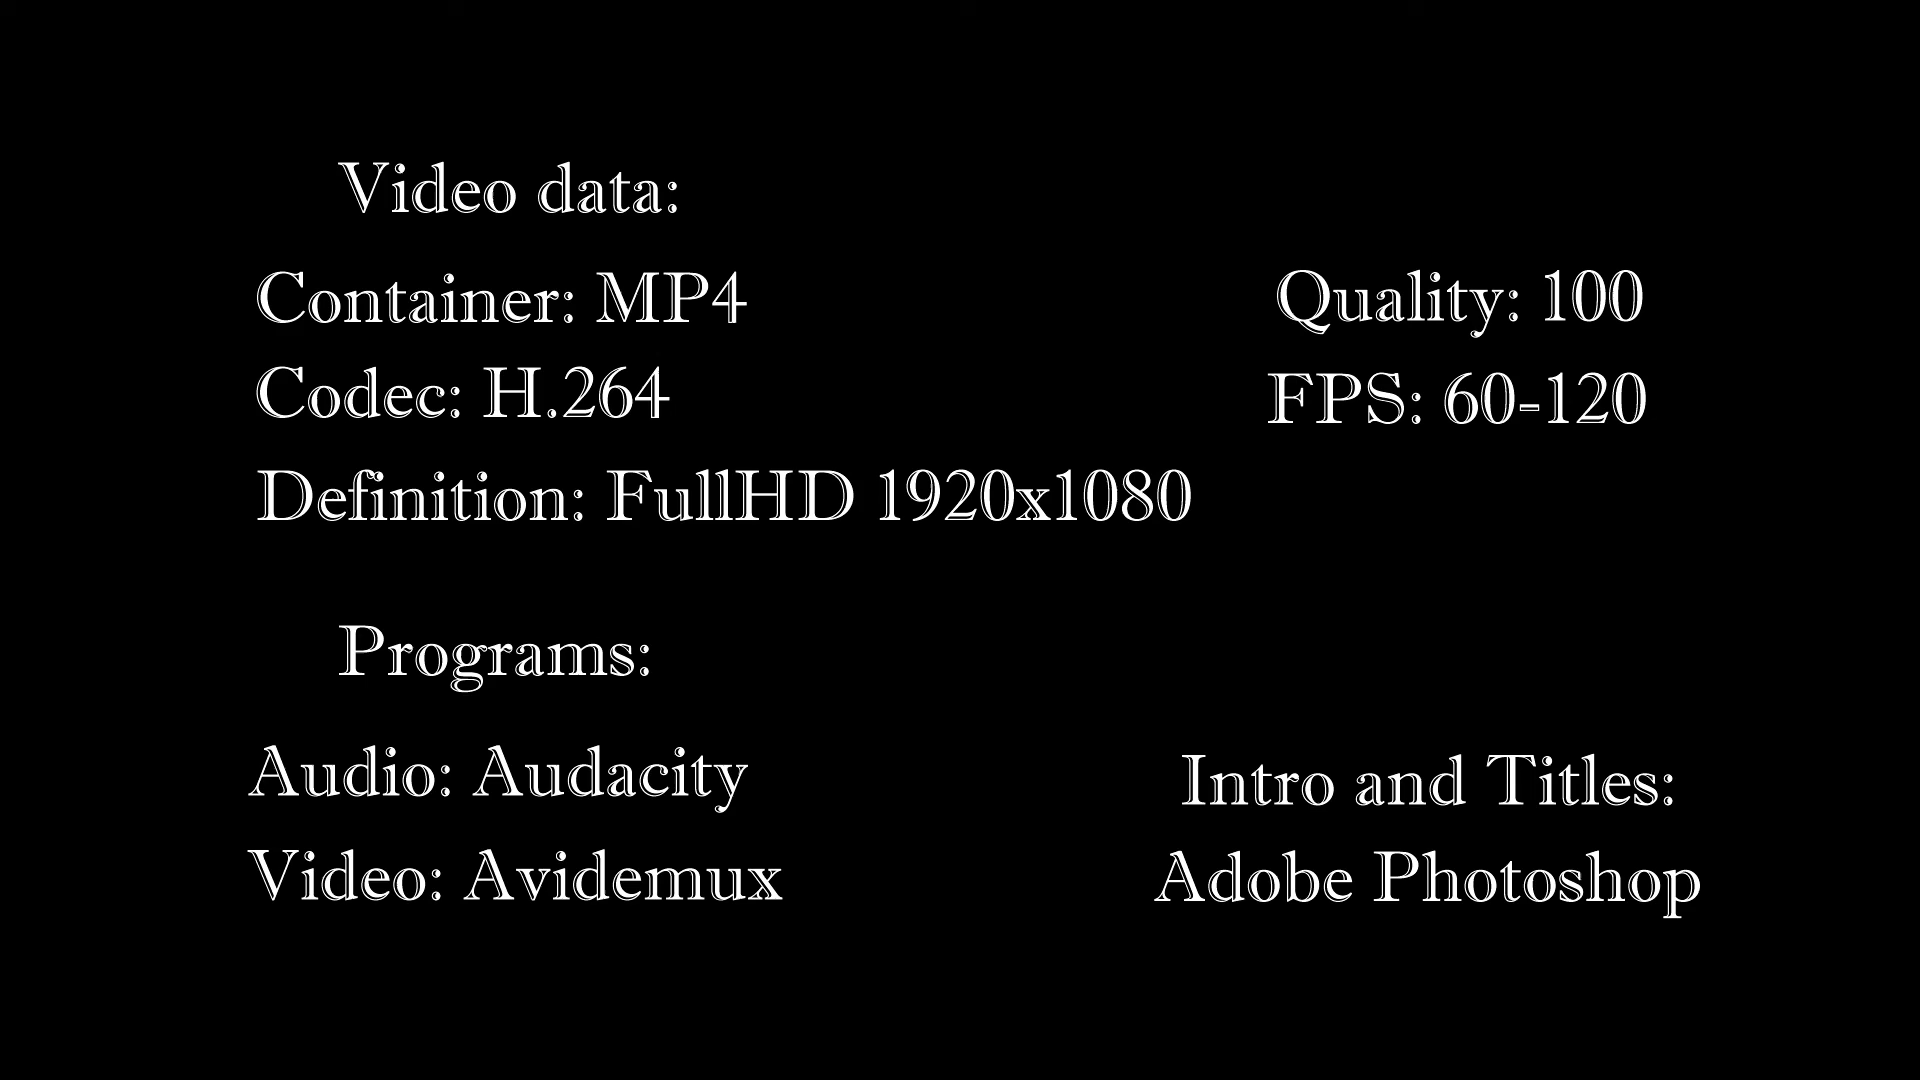 Video data:
Container: MP4
Codec: H.264
Definition: FullHD 1920x1080
Quality: 100
FPS: 60-120
Programs:
Audio: Audacity
Video: Avidemux
Intro and Titles:
Adobe Photoshop